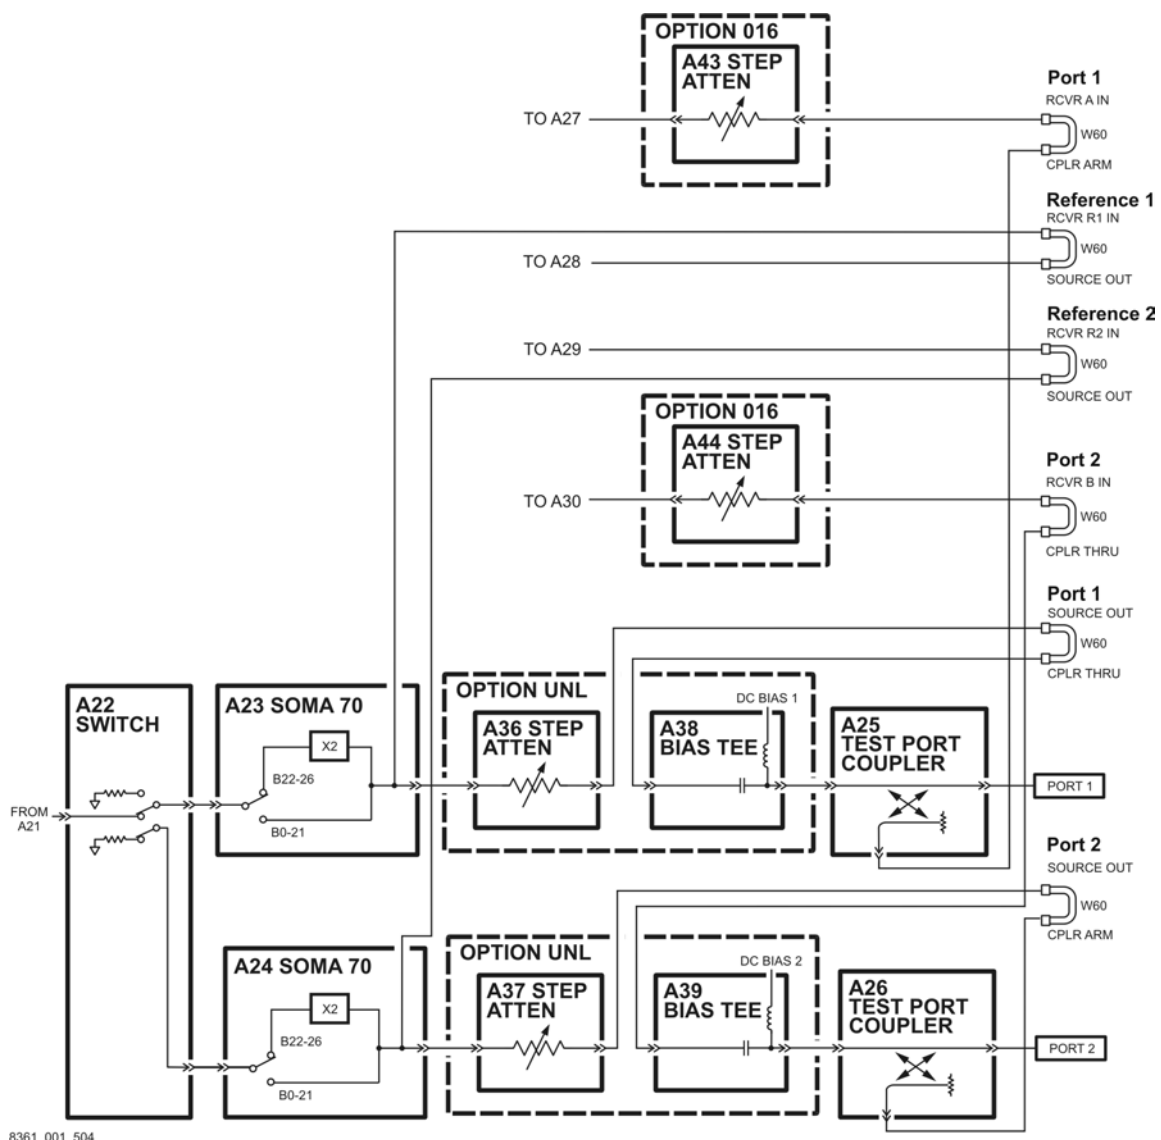 OPTION 016
A43 STEP
ATTEN
TO A27
Port 1
RCVR A IN
W60
CPLR ARM
Reference 1
RCVR R1 IN
W60
TO A28
SOURCE OUT
Reference 2
RCVR R2 IN
TO A29
W60
SOURCE OUT
OPTION 016
A44 STEP
ATTEN
TO A30
Port 2
RCVR B IN
W60
CPLR THRU
Port 1
SOURCE OUT
W60
CPLR THRU
A22
SWITCH
FROM
A21
A23 SOMA 70
X2
B22-26
B0-21
OPTION UNL
A36 STEP
ATTEN
DC BIAS 1
A38
BIAS TEE
A25
TEST PORT
COUPLER
PORT 1
Port 2
SOURCE OUT
W60
CPLR ARM
A24 SOMA 70
X2
B22-26
B0-21
OPTION UNL
A37 STEP
ATTEN
DC BIAS 2
A39
BIAS TEE
A26
TEST PORT
COUPLER
PORT 2
8361_001_504